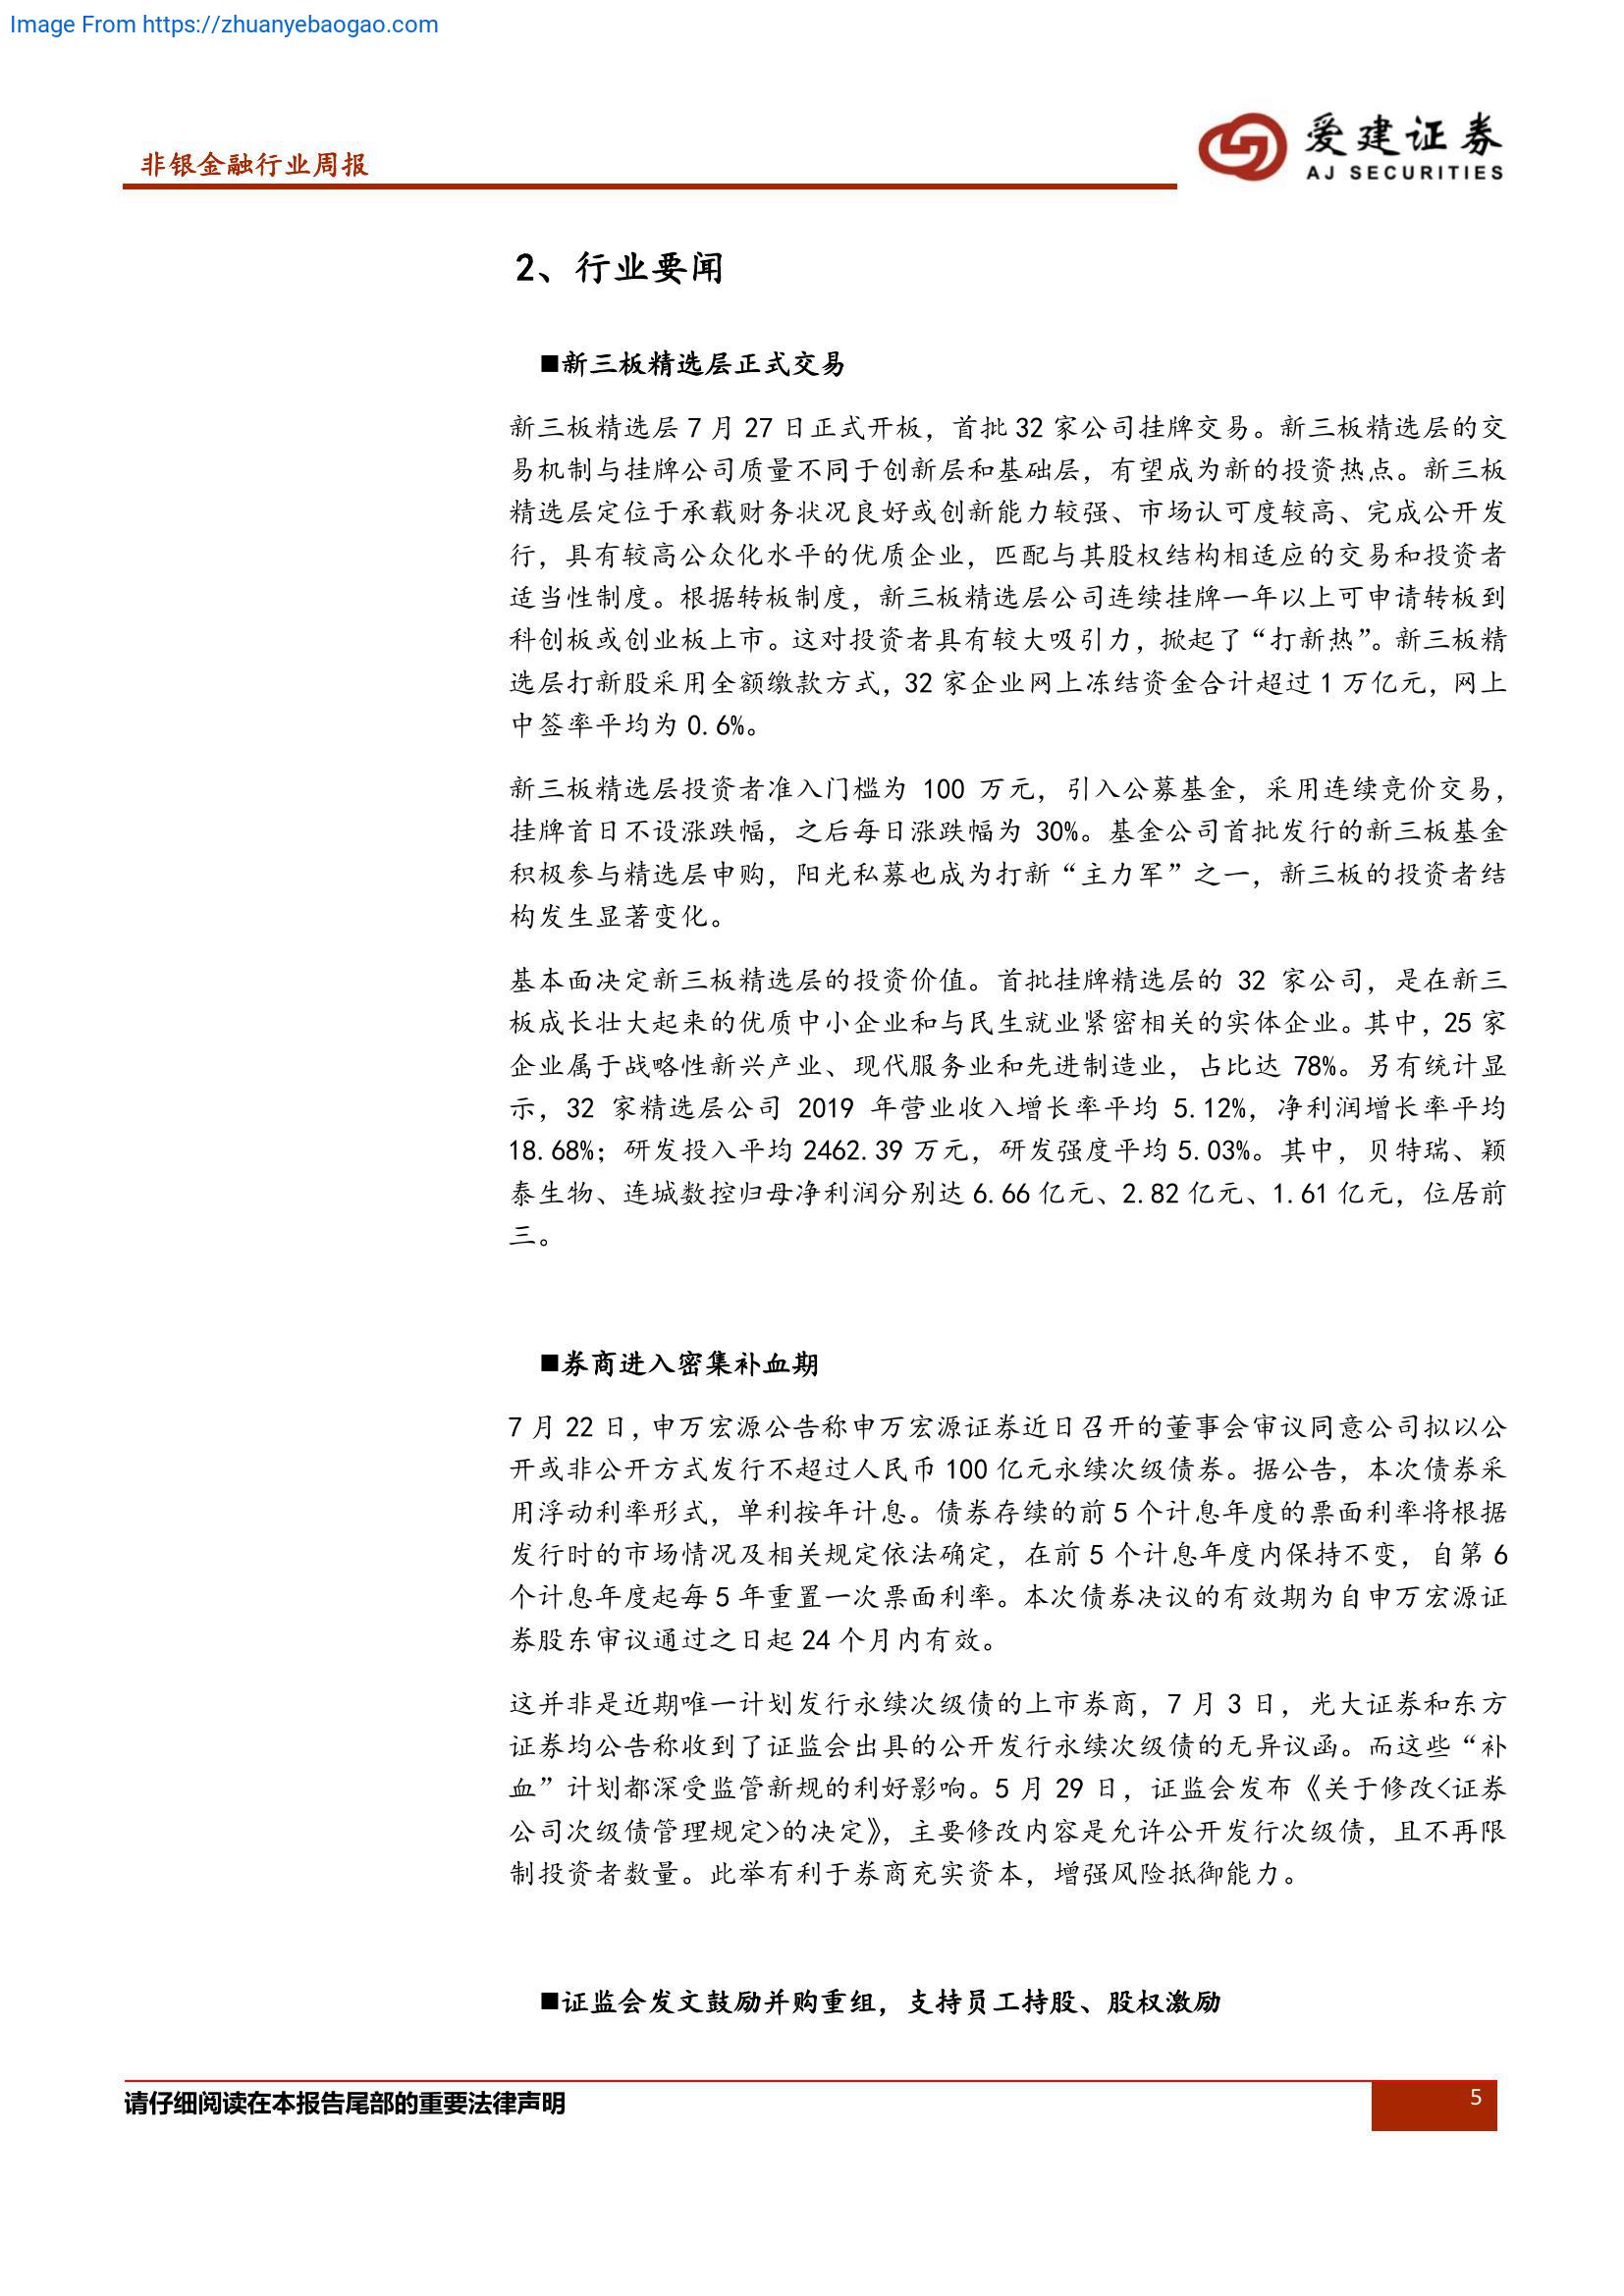 Image From https://zhuanyebaogao.com
非银金融行业周报
爱建证券
AJ SECURITIES
2、行业要闻
■新三板精选层正式交易
新三板精选层 7 月 27 日正式开板，首批 32 家公司挂牌交易。新三板精选层的交
易机制与挂牌公司质量不同于创新层和基础层，有望成为新的投资热点。新三板
精选层定位于承载财务状况良好或创新能力较强、市场认可度较高、完成公开发
行，具有较高公众化水平的优质企业，匹配与其股权结构相适应的交易和投资者
适当性制度。根据转板制度，新三板精选层公司连续挂牌一年以上可申请转板到
科创板或创业板上市。这对投资者具有较大吸引力，掀起了“打新热”。新三板精
选层打新股采用全额缴款方式，32 家企业网上冻结资金合计超过 1 万亿元，网上
中签率平均为 0.6%。
新三板精选层投资者准入门槛为 100 万元，引入公募基金，采用连续竞价交易，
挂牌首日不设涨跌幅，之后每日涨跌幅为 30%。基金公司首批发行的新三板基金
积极参与精选层申购，阳光私募也成为打新“主力军”之一，新三板的投资者结
构发生显著变化。
基本面决定新三板精选层的投资价值。首批挂牌精选层的 32 家公司，是在新三
板成长壮大起来的优质中小企业和与民生就业紧密相关的实体企业。其中，25 家
企业属于战略性新兴产业、现代服务业和先进制造业，占比达 78%。另有统计显
示，32 家精选层公司 2019 年营业收入增长率平均 5.12%，净利润增长率平均
18.68%；研发投入平均 2462.39 万元，研发强度平均 5.03%。其中，贝特瑞、颖
泰生物、连城数控归母净利润分别达 6.66 亿元、2.82 亿元、1.61 亿元，位居前
三。
■券商进入密集补血期
7 月 22 日，申万宏源公告称申万宏源证券近日召开的董事会审议同意公司拟以公
开或非公开方式发行不超过人民币 100 亿元永续次级债券。据公告，本次债券采
用浮动利率形式，单利按年计息。债券存续的前 5 个计息年度的票面利率将根据
发行时的市场情况及相关规定依法确定，在前 5 个计息年度内保持不变，自第 6
个计息年度起每 5 年重置一次票面利率。本次债券决议的有效期为自申万宏源证
券股东审议通过之日起 24 个月内有效。
这并非是近期唯一计划发行永续次级债的上市券商，7 月 3 日，光大证券和东方
证券均公告称收到了证监会出具的公开发行永续次级债的无异议函。而这些“补
血”计划都深受监管新规的利好影响。5 月 29 日，证监会发布《关于修改<证券
公司次级债管理规定>的决定》，主要修改内容是允许公开发行次级债，且不再限
制投资者数量。此举有利于券商充实资本，增强风险抵御能力。
■证监会发文鼓励并购重组，支持员工持股、股权激励
请仔细阅读在本报告尾部的重要法律声明
5